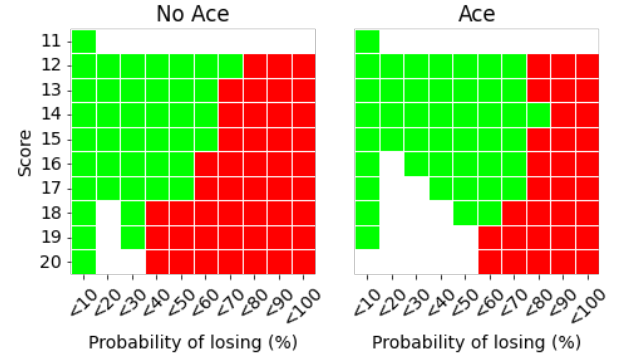 No Ace Ace
11
12
13
14
15
16
17
18
19
20
Score
<10 <20 <30 <40 <50 <60 <70 <80 <90 <100
<10 <20 <30 <40 <50 <60 <70 <80 <90 <100
Probability of losing (%) Probability of losing (%)